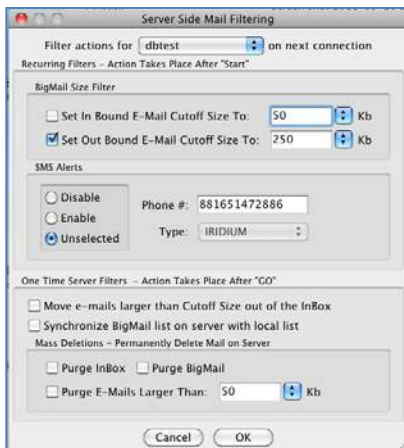 Server Side Mail Filtering
Filter actions for dbtest on next connection
Recurring Filters - Action Takes Place After "Start"
BigMail Size Filter
Set In Bound E-Mail Cutoff Size To: 50 Kb
Set Out Bound E-Mail Cutoff Size To: 250 Kb
SMS Alerts
Disable
Enable
Unselected
Phone #: 881651472886
Type: IRIDIUM
One Time Server Filters - Action Takes Place After "GO"
Move e-mails larger than Cutoff Size out of the InBox
Synchronize BigMail list on server with local list
Mass Deletions - Permanently Delete Mail on Server
Purge InBox Purge BigMail
Purge E-Mails Larger Than: 50 Kb
Cancel OK